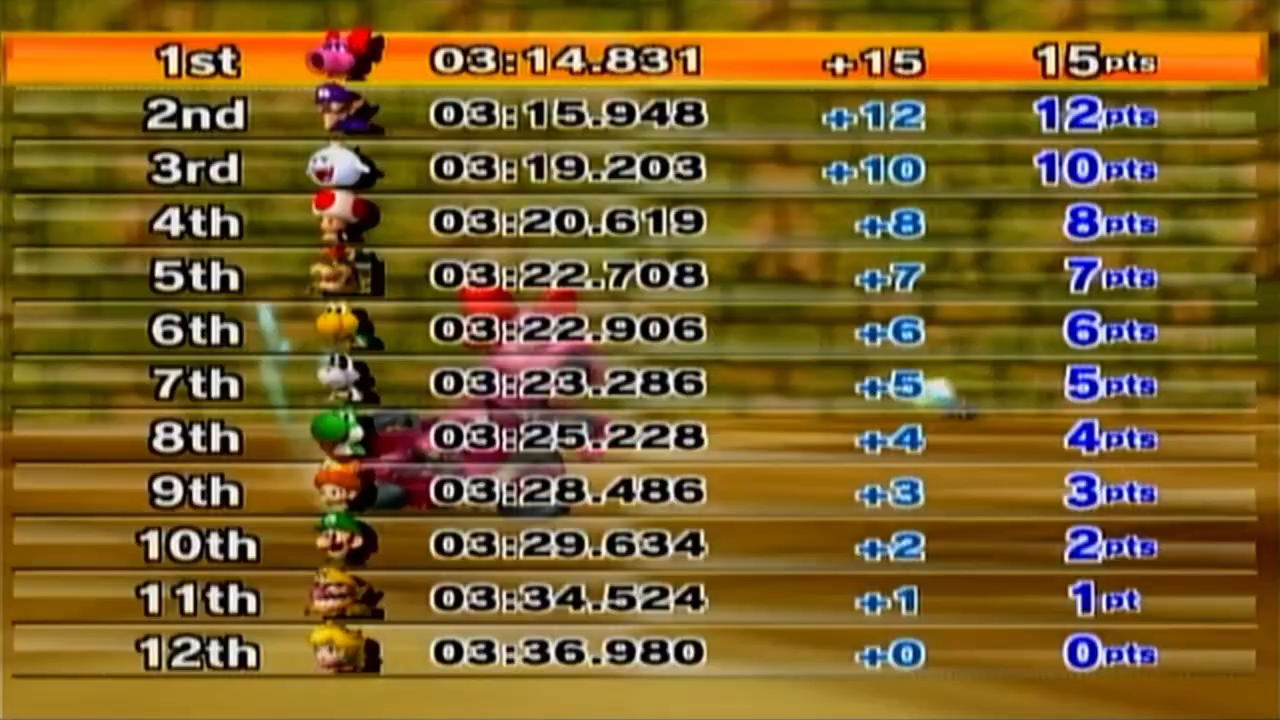 1st 03:14.831 +15 15pts
2nd 03:15.948 +12 12pts
3rd 03:19.203 +10 10pts
4th 03:20.619 +8 8pts
5th 03:22.708 +7 7pts
6th 03:22.906 +6 6pts
7th 03:23.286 +5 5pts
8th 03:25.228 +4 4pts
9th 03:28.486 +3 3pts
10th 03:29.634 +2 2pts
11th 03:34.524 +1 1pt
12th 03:36.980 +0 0pts